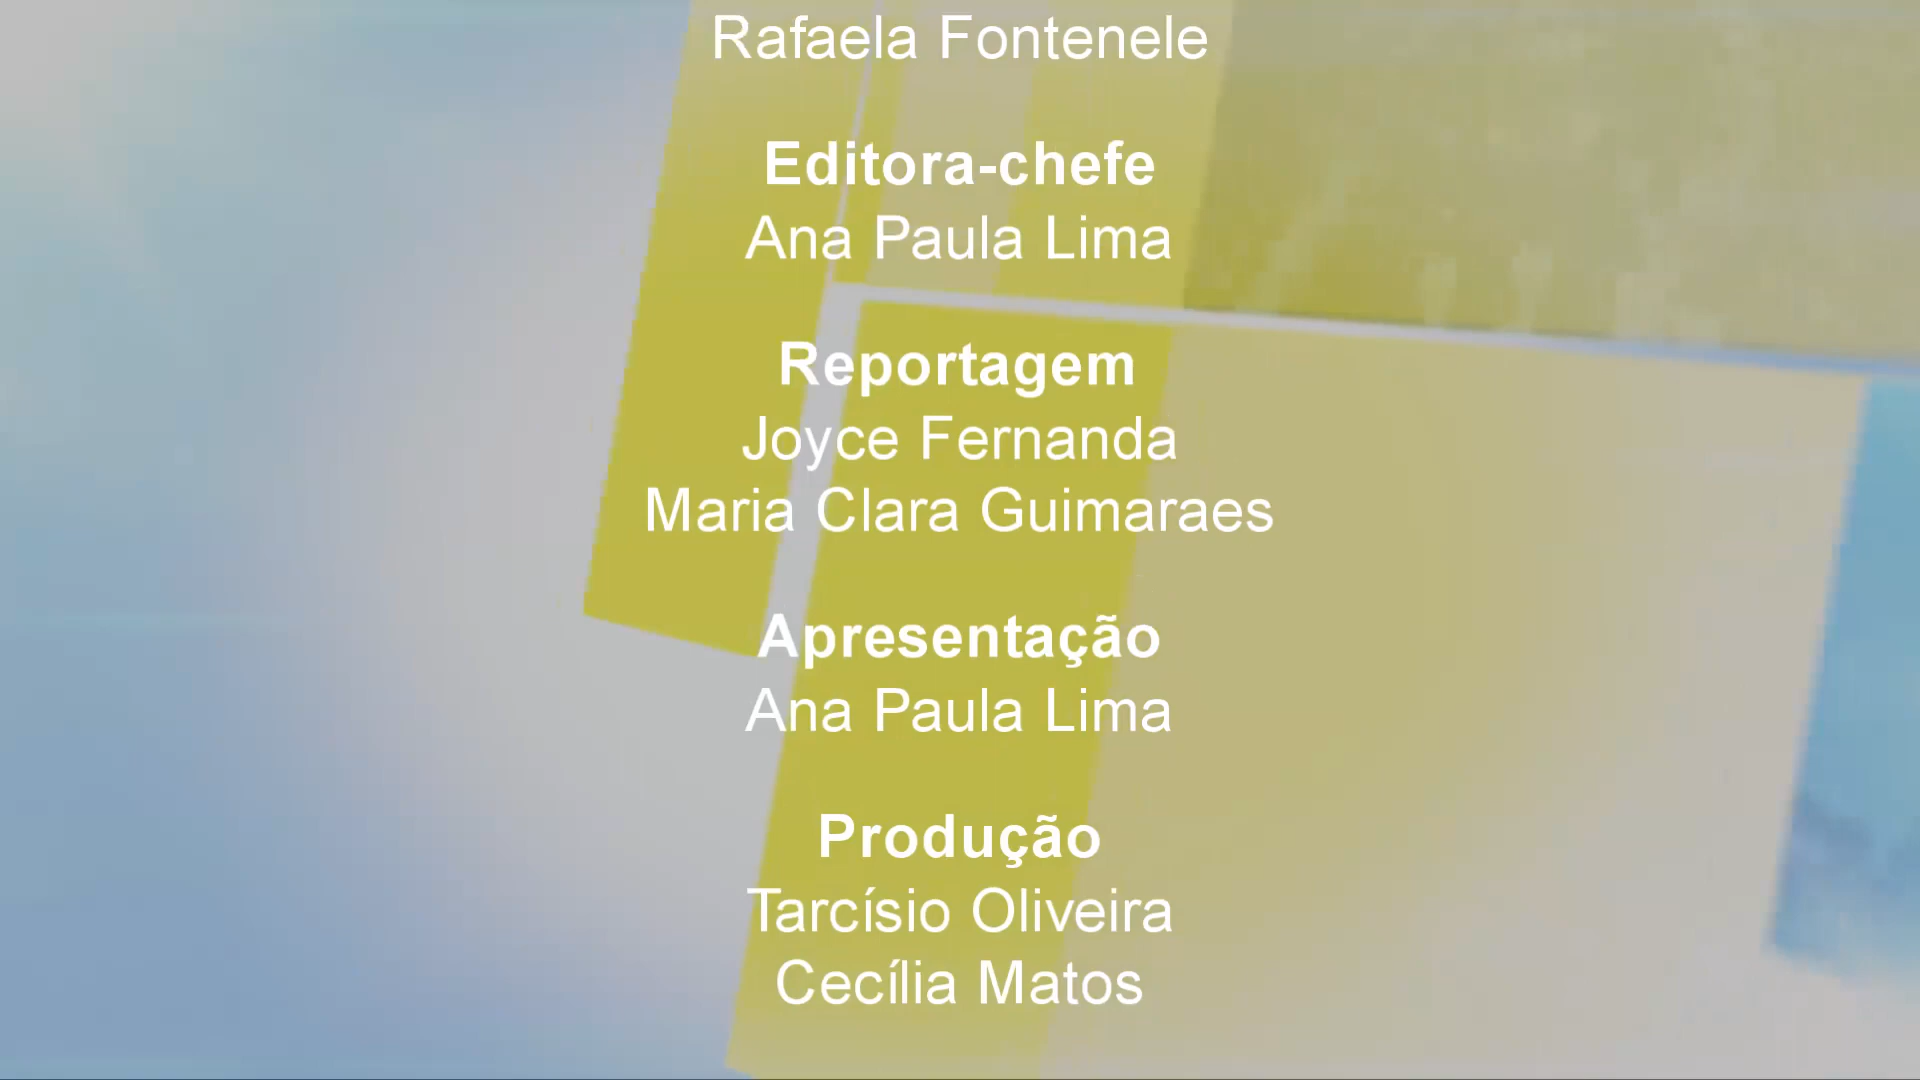 Rafaela Fontenele
Editora-chefe
Ana Paula Lima
Reportagem
Joyce Fernanda
Maria Clara Guimaraes
Apresentação
Ana Paula Lima
Produção
Tarcísio Oliveira
Cecília Matos